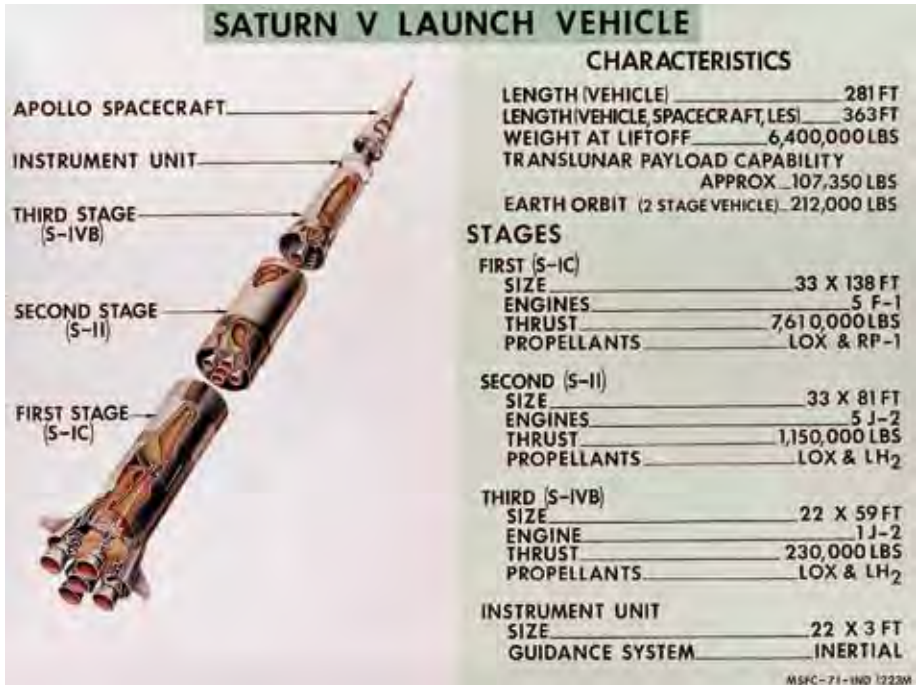 SATURN V LAUNCH VEHICLE
APOLLO SPACECRAFT
INSTRUMENT UNIT
THIRD STAGE
(S-IVB)
SECOND STAGE
(S-II)
FIRST STAGE
(S-IC)
CHARACTERISTICS
LENGTH (VEHICLE) 281 FT
LENGTH (VEHICLE, SPACECRAFT, LES) 363 FT
WEIGHT AT LIFTOFF 6,400,000 LBS
TRANSLUNAR PAYLOAD CAPABILITY
APPROX 107,350 LBS
EARTH ORBIT (2 STAGE VEHICLE) 212,000 LBS
STAGES
FIRST (S-IC)
SIZE 33 X 138 FT
ENGINES 5 F-1
THRUST 7,610,000 LBS
PROPELLANTS LOX & RP-1
SECOND (S-II)
SIZE 33 X 81 FT
ENGINES 5 J-2
THRUST 1,150,000 LBS
PROPELLANTS LOX & LH₂
THIRD (S-IVB)
SIZE 22 X 59 FT
ENGINE 1 J-2
THRUST 230,000 LBS
PROPELLANTS LOX & LH₂
INSTRUMENT UNIT
SIZE 22 X 3 FT
GUIDANCE SYSTEM INERTIAL
MSFC-71-IND 1223M